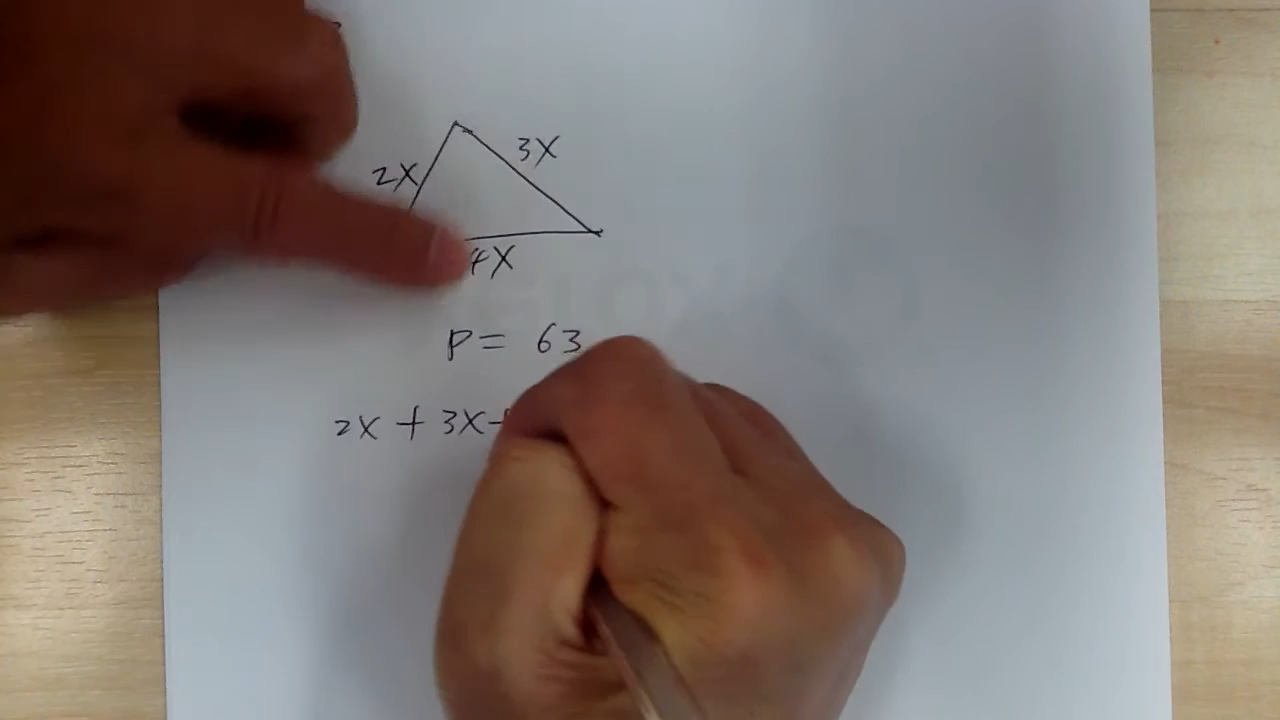 2X
3X
4X
P = 63
2X + 3X +